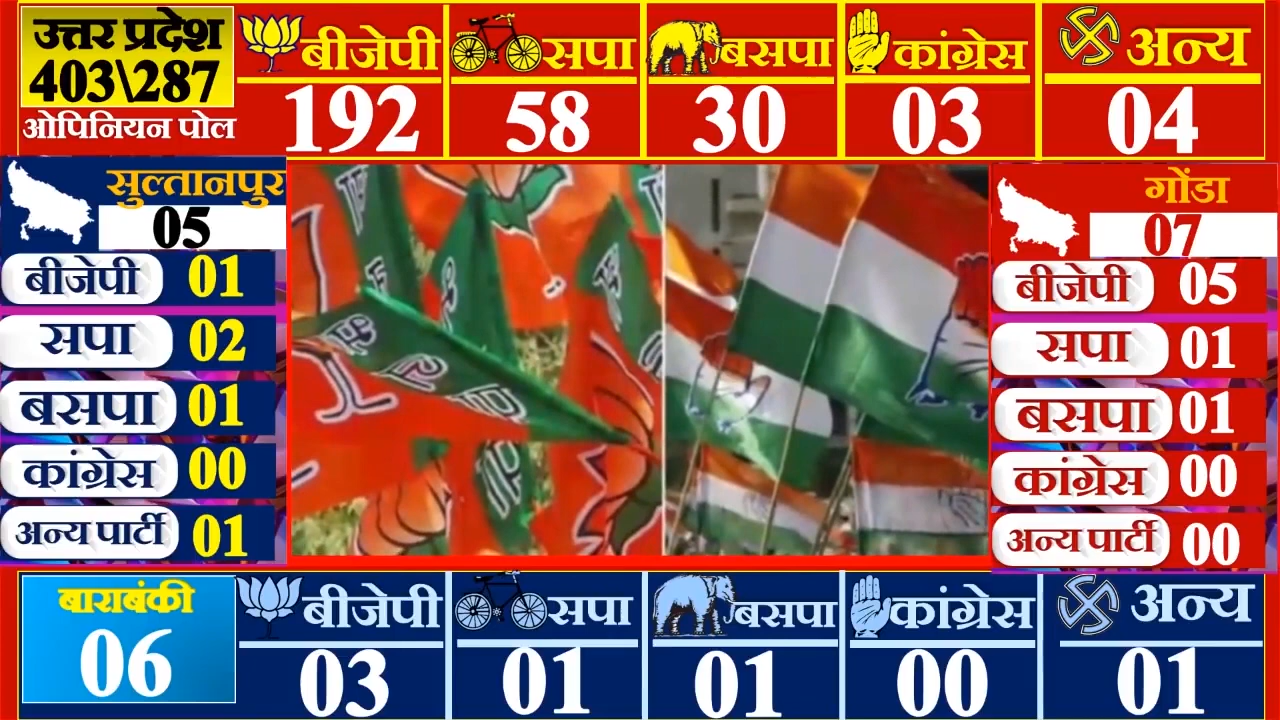 उत्तर प्रदेश
403\287
ओपिनियन पोल
बीजेपी
192
सपा
58
बसपा
30
कांग्रेस
03
अन्य
04
सुल्तानपुर
05
बीजेपी 01
सपा 02
बसपा 01
कांग्रेस 00
अन्य पार्टी 01
गोंडा
07
बीजेपी 05
सपा 01
बसपा 01
कांग्रेस 00
अन्य पार्टी 00
बाराबंकी
06
बीजेपी
03
सपा
01
बसपा
01
कांग्रेस
00
अन्य
01